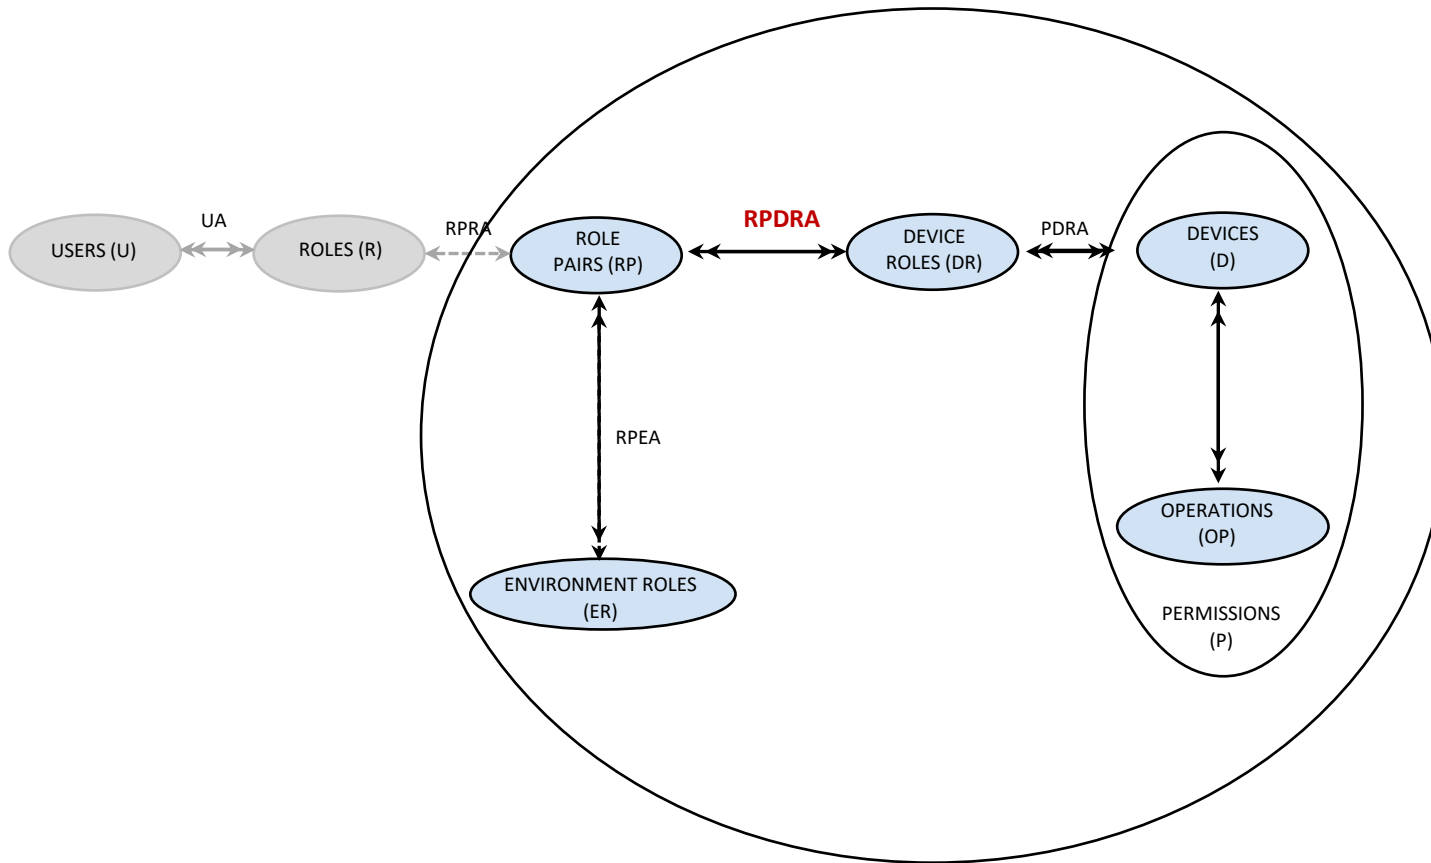 RPDRA
UA
RPRA
PDRA
USERS (U)
ROLES (R)
ROLE
PAIRS (RP)
DEVICE
ROLES (DR)
DEVICES
(D)
RPEA
OPERATIONS
(OP)
ENVIRONMENT ROLES
(ER)
PERMISSIONS
(P)